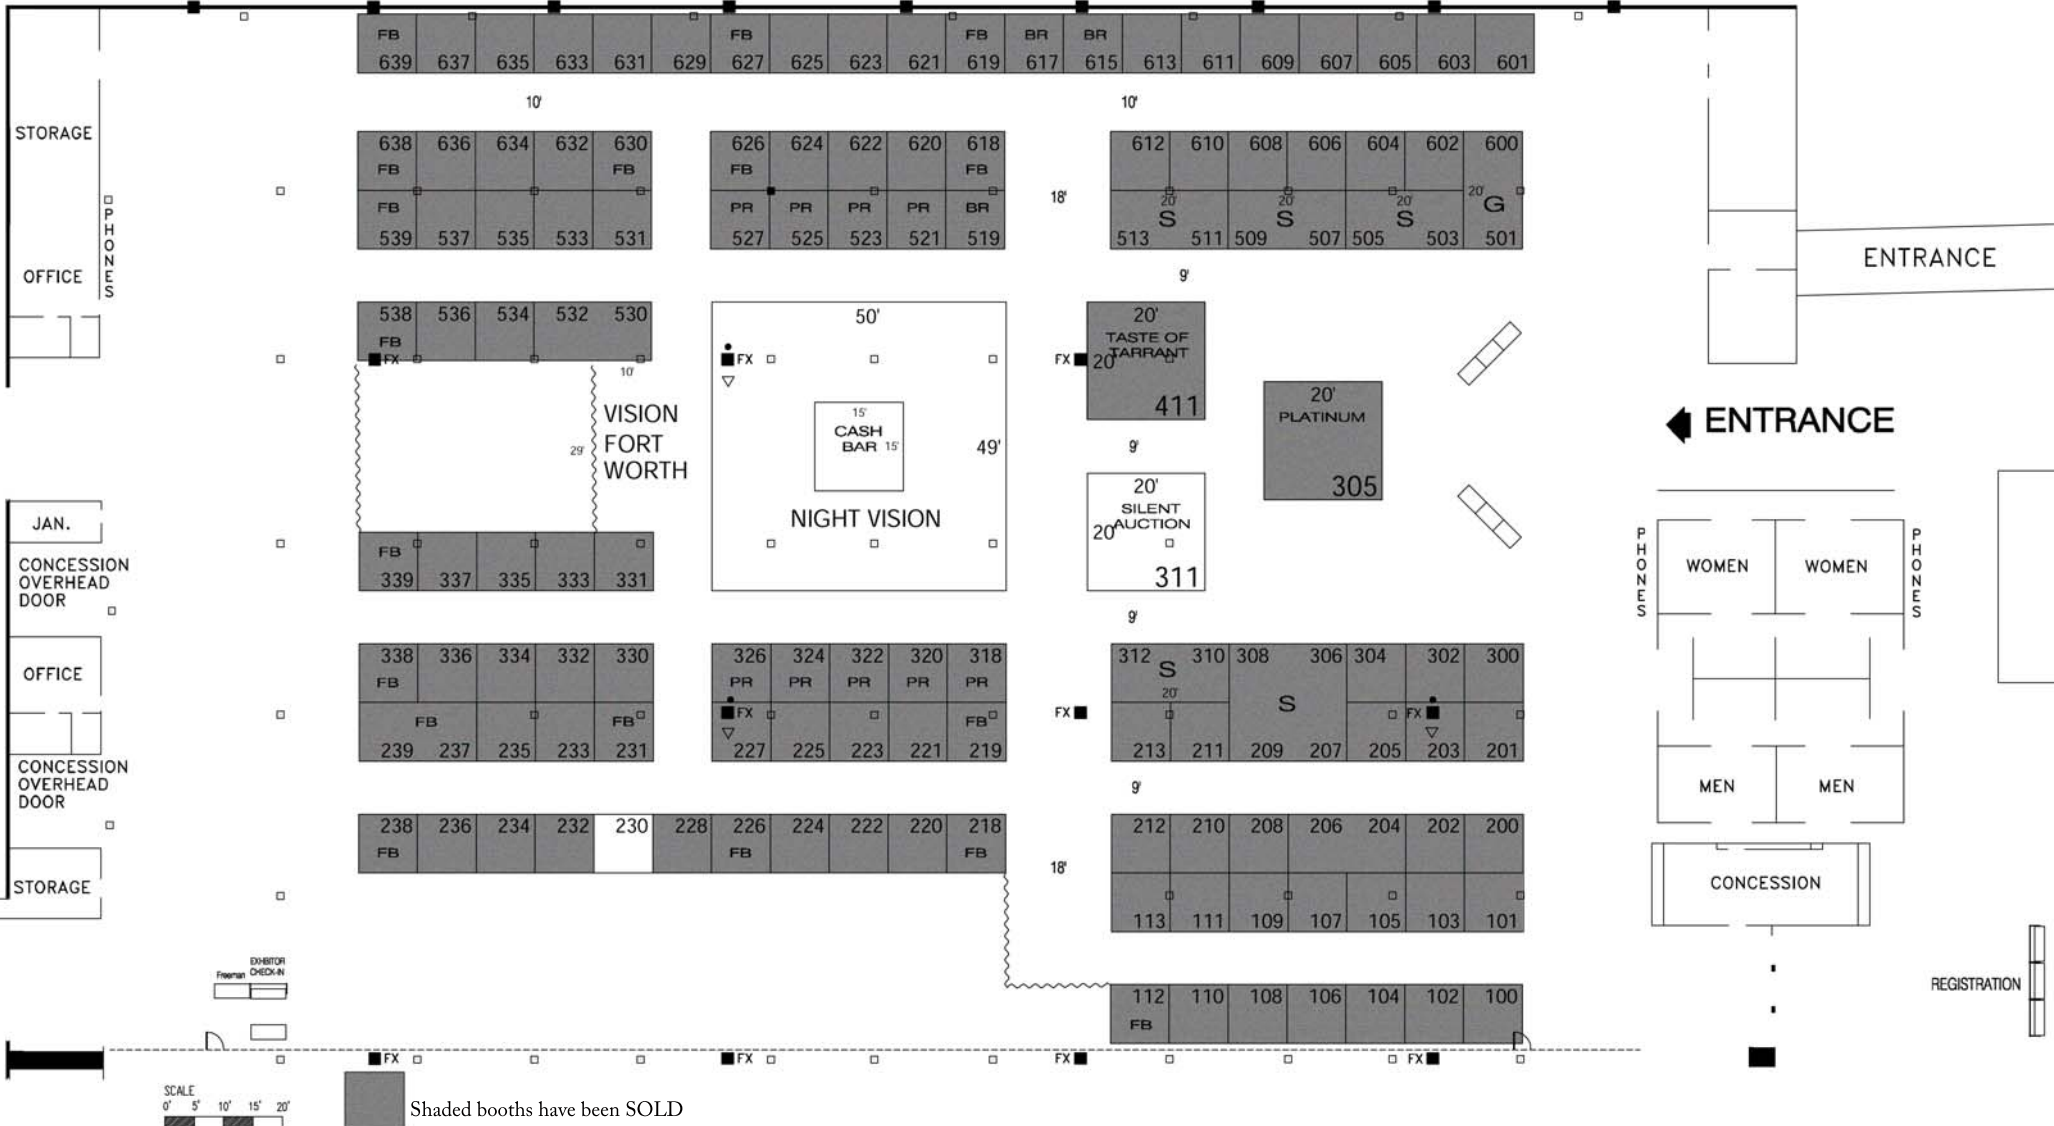 FB FB FB BR BR
639 637 635 633 631 629 627 625 623 621 619 617 615 613 611 609 607 605 603 601
10' 10'
STORAGE
638 636 634 632 630 626 624 622 620 618 612 610 608 606 604 602 600
FB FB FB FB
18' 20'
FB PR PR PR PR BR 20' S 20' S 20' S G
539 537 535 533 531 527 525 523 521 519 513 511 509 507 505 503 501
PHONES
OFFICE
9'
ENTRANCE
538 536 534 532 530
FB
FX
10'
50'
FX
20'
TASTE OF
TARRANT
FX 20'
411
20'
PLATINUM
305
ENTRANCE
VISION
FORT
WORTH
29'
15'
CASH
BAR 15'
49'
NIGHT VISION
9'
20'
SILENT
AUCTION
20'
311
JAN.
CONCESSION
OVERHEAD
DOOR
FB
339 337 335 333 331
PHONES
WOMEN WOMEN
PHONES
9'
OFFICE
338 336 334 332 330 326 324 322 320 318 312 310 308 306 304 302 300
FB PR PR PR PR PR S
20'
FX FX S FX
FB FB FB
239 237 235 233 231 227 225 223 221 219 213 211 209 207 205 203 201
CONCESSION
OVERHEAD
DOOR
9'
MEN MEN
238 236 234 232 230 228 226 224 222 220 218 212 210 208 206 204 202 200
FB FB FB
18'
STORAGE
CONCESSION
113 111 109 107 105 103 101
Freeman
EXHIBITOR
CHECK-IN
REGISTRATION
112 110 108 106 104 102 100
FB
FX FX FX FX
SCALE
0' 5' 10' 15' 20'
Shaded booths have been SOLD